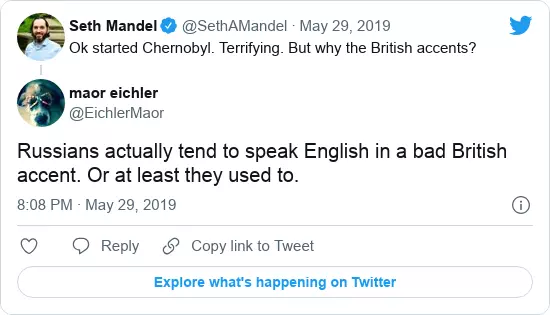 Seth Mandel @SethAMandel · May 29, 2019
Ok started Chernobyl. Terrifying. But why the British accents?
maor eichler
@EichlerMaor
Russians actually tend to speak English in a bad British
accent. Or at least they used to.
8:08 PM · May 29, 2019
Reply Copy link to Tweet
Explore what's happening on Twitter